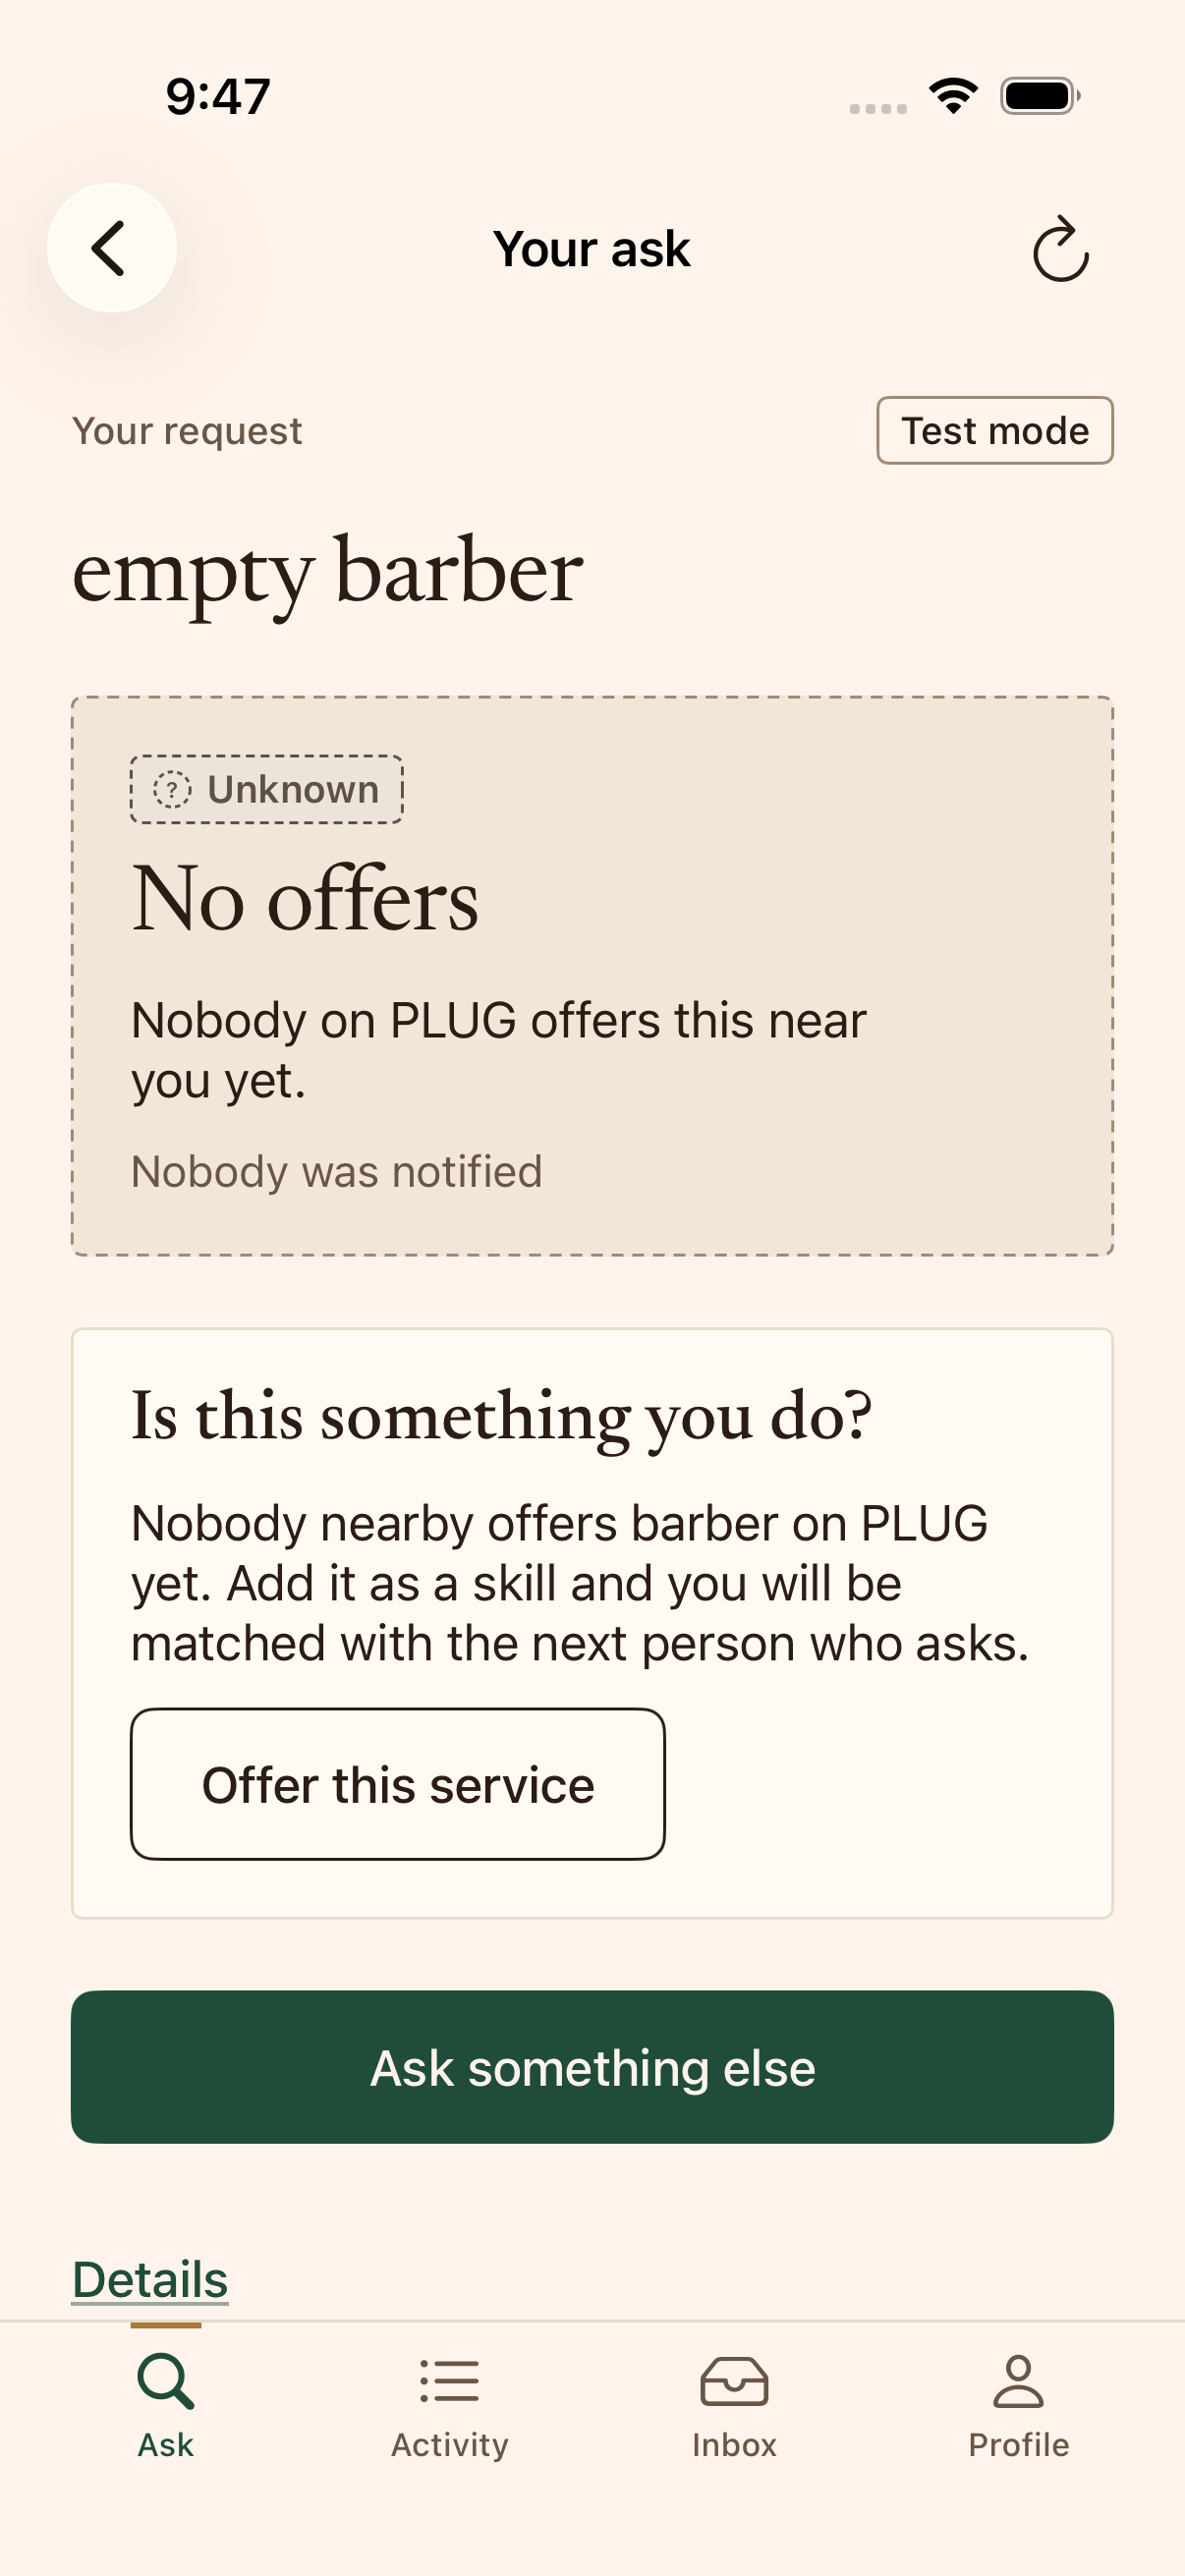 9:47
Your ask
Your request
Test mode
empty barber
? Unknown
No offers
Nobody on PLUG offers this near
you yet.
Nobody was notified
Is this something you do?
Nobody nearby offers barber on PLUG
yet. Add it as a skill and you will be
matched with the next person who asks.
Offer this service
Ask something else
Details
Ask
Activity
Inbox
Profile